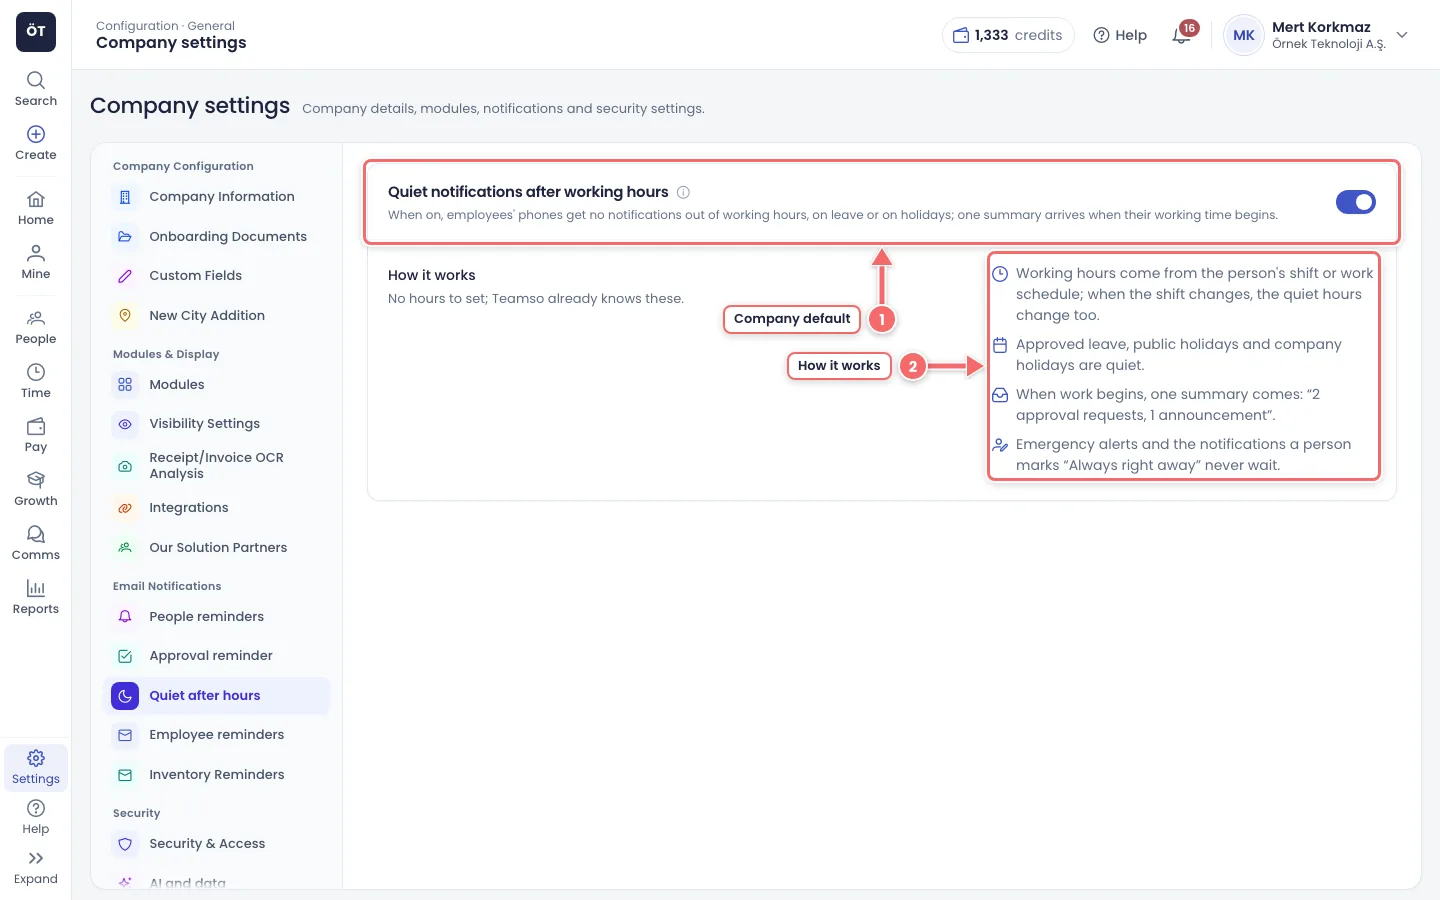 ÖT
Search
Create
Home
Mine
People
Time
Pay
Growth
Comms
Reports
Settings
Help
Expand
Configuration · General
Company settings
1,333 credits
Help
16
MK
Mert Korkmaz
Örnek Teknoloji A.Ş.
Company settings
Company details, modules, notifications and security settings.
Company Configuration
Company Information
Onboarding Documents
Custom Fields
New City Addition
Modules & Display
Modules
Visibility Settings
Receipt/Invoice OCR
Analysis
Integrations
Our Solution Partners
Email Notifications
People reminders
Approval reminder
Quiet after hours
Employee reminders
Inventory Reminders
Security
Security & Access
AI and data
Quiet notifications after working hours
When on, employees' phones get no notifications out of working hours, on leave or on holidays; one summary arrives when their working time begins.
How it works
No hours to set; Teamso already knows these.
Company default
1
How it works
2
Working hours come from the person's shift or work
schedule; when the shift changes, the quiet hours
change too.
Approved leave, public holidays and company
holidays are quiet.
When work begins, one summary comes: “2
approval requests, 1 announcement”.
Emergency alerts and the notifications a person
marks “Always right away” never wait.